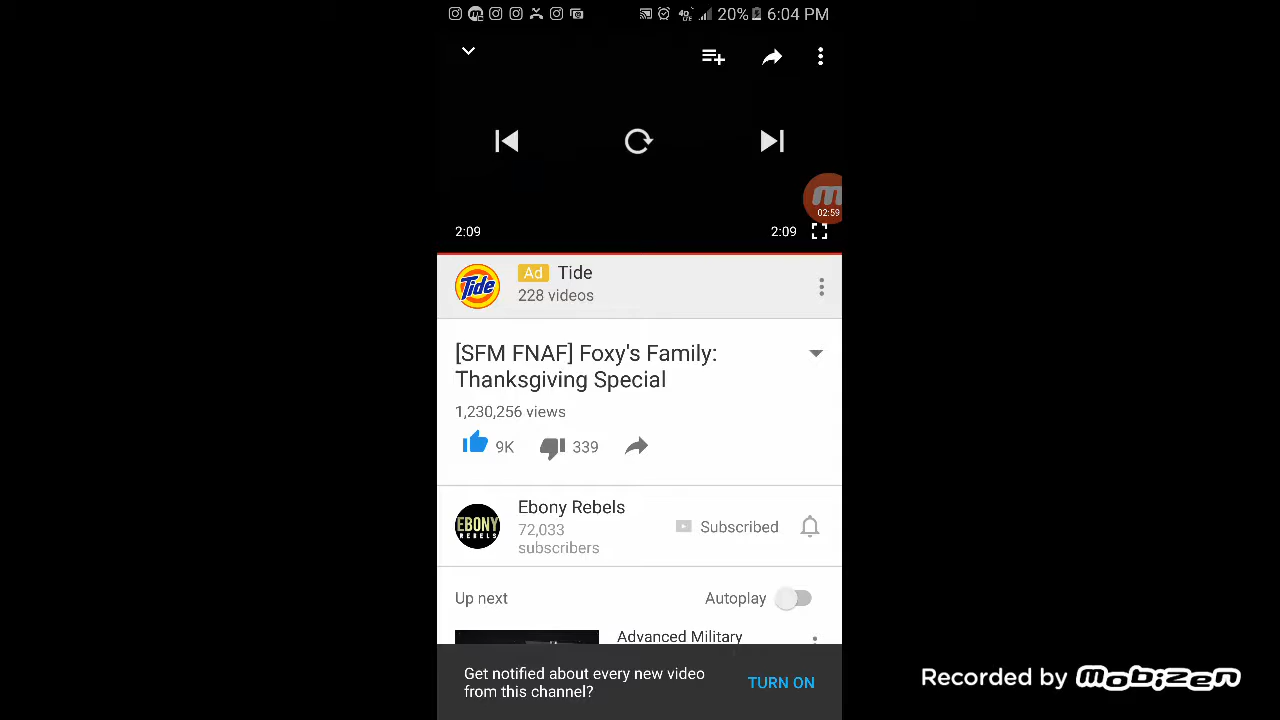 20% 6:04 PM
02:59
2:09 2:09
Tide
Ad Tide
228 videos
[SFM FNAF] Foxy's Family:
Thanksgiving Special
1,230,256 views
9K 339
EBONY
REBELS
Ebony Rebels
72,033
subscribers
Subscribed
Up next Autoplay
Advanced Military
Get notified about every new video
from this channel?
TURN ON
Recorded by mobizen